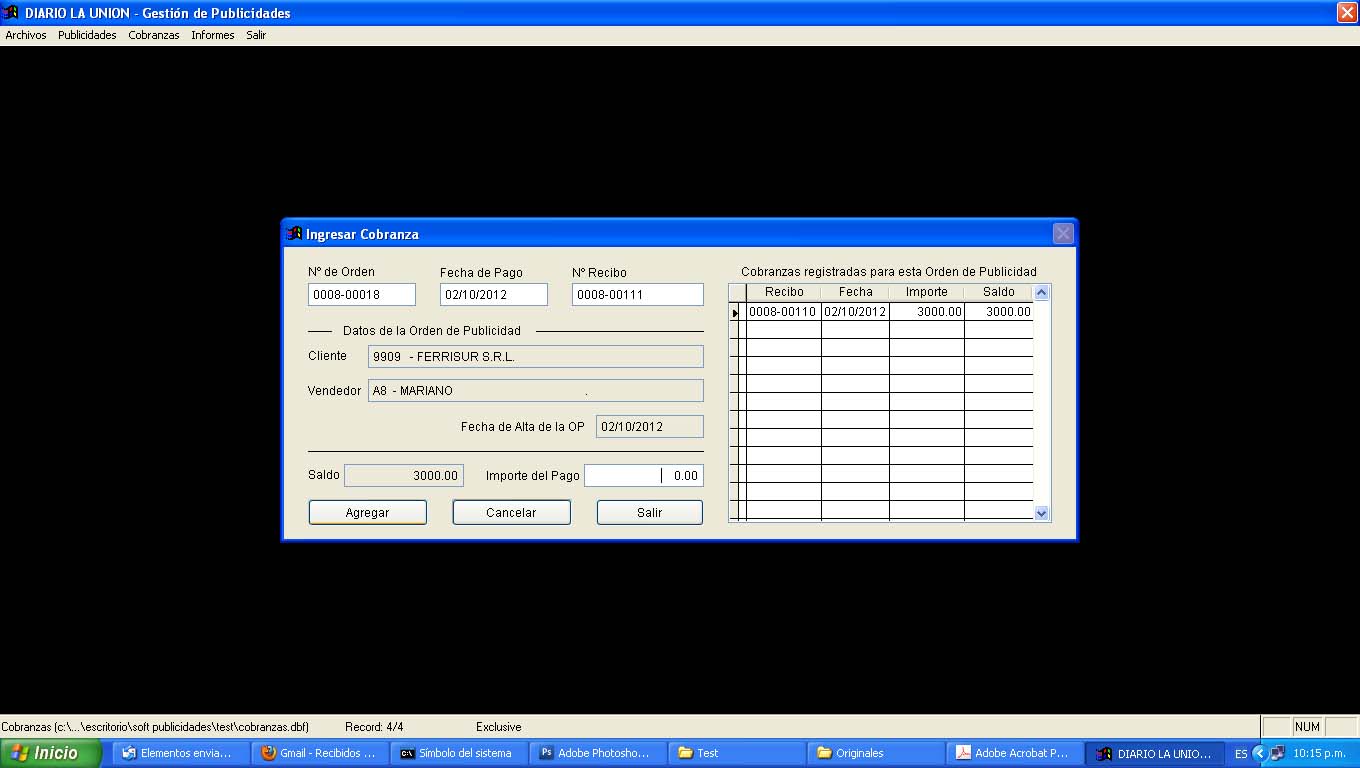 DIARIO LA UNION - Gestión de Publicidades
Archivos Publicidades Cobranzas Informes Salir
Ingresar Cobranza
Nº de Orden Fecha de Pago Nº Recibo
0008-00018 02/10/2012 0008-00111
Datos de la Orden de Publicidad
Cliente 9909 - FERRISUR S.R.L.
Vendedor A8 - MARIANO .
Fecha de Alta de la OP 02/10/2012
Saldo 3000.00 Importe del Pago 0.00
Agregar Cancelar Salir
Cobranzas registradas para esta Orden de Publicidad
Recibo Fecha Importe Saldo
0008-00110 02/10/2012 3000.00 3000.00
Cobranzas (c:\...\escritorio\soft publicidades\test\cobranzas.dbf) Record: 4/4 Exclusive NUM
Inicio Elementos envia... Gmail - Recibidos ... Símbolo del sistema Adobe Photosho... Test Originales Adobe Acrobat P... DIARIO LA UNIO... ES 10:15 p.m.